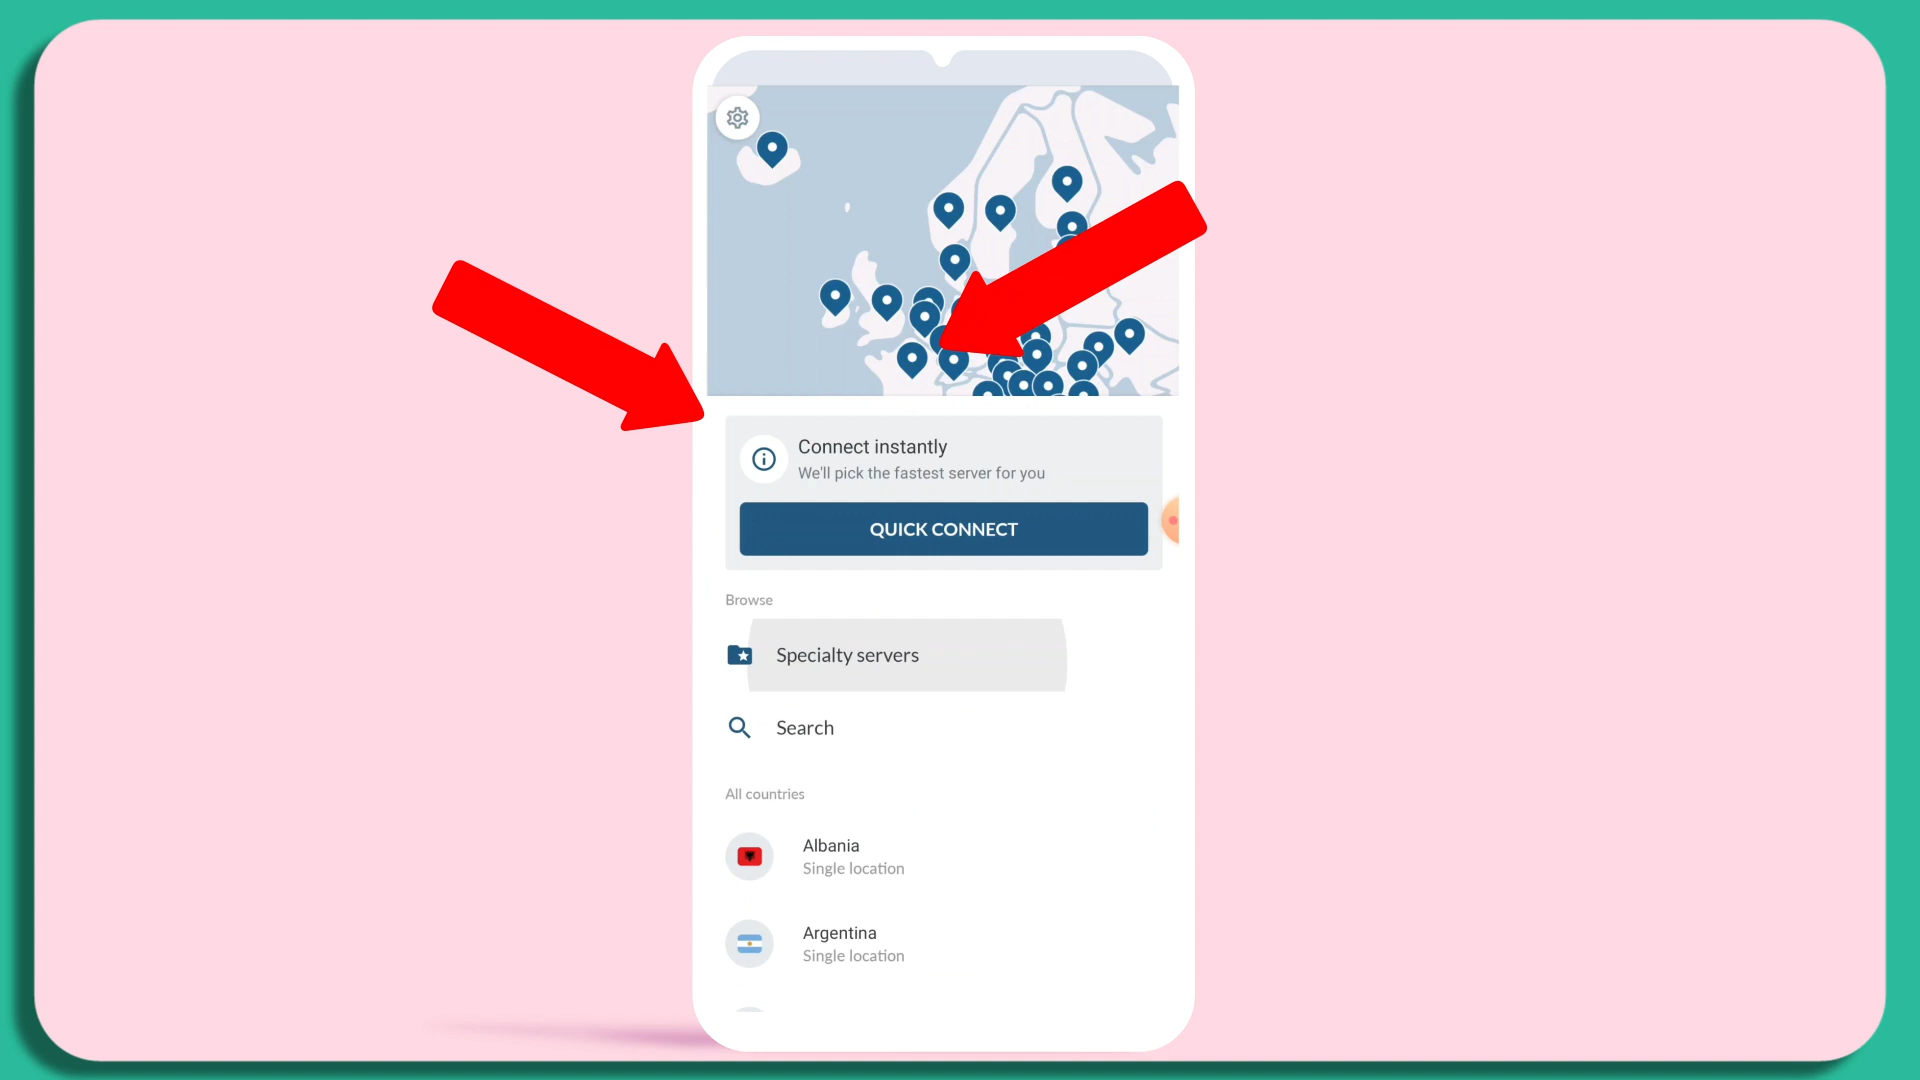 Connect instantly
We'll pick the fastest server for you
QUICK CONNECT
Browse
Specialty servers
Search
All countries
Albania
Single location
Argentina
Single location